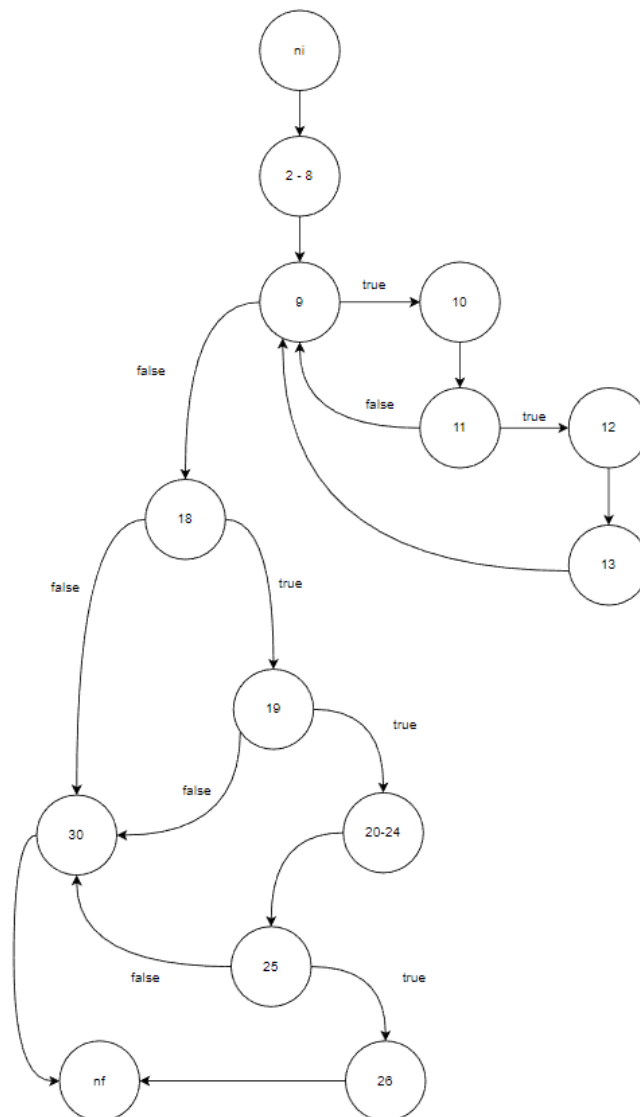 ni
2 - 8
9
true
10
false
false
11
true
12
18
13
false
true
19
true
false
30
20-24
25
false
true
nf
26